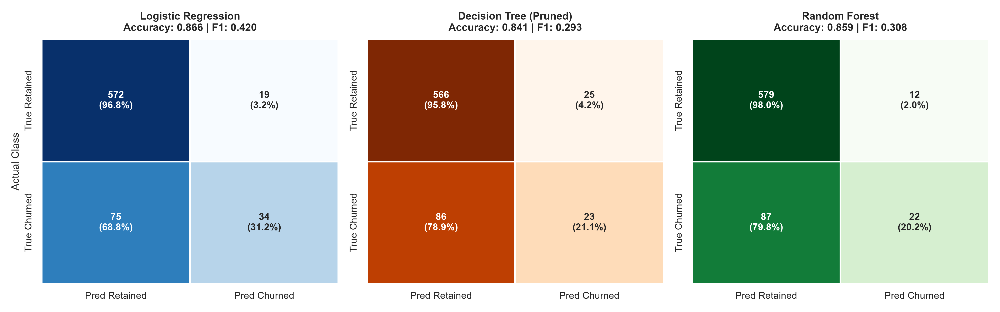 Logistic Regression
Accuracy: 0.866 | F1: 0.420
Actual Class
True Retained
True Churned
572
(96.8%)
19
(3.2%)
75
(68.8%)
34
(31.2%)
Pred Retained
Pred Churned
Decision Tree (Pruned)
Accuracy: 0.841 | F1: 0.293
True Retained
True Churned
566
(95.8%)
25
(4.2%)
86
(78.9%)
23
(21.1%)
Pred Retained
Pred Churned
Random Forest
Accuracy: 0.859 | F1: 0.308
True Retained
True Churned
579
(98.0%)
12
(2.0%)
87
(79.8%)
22
(20.2%)
Pred Retained
Pred Churned